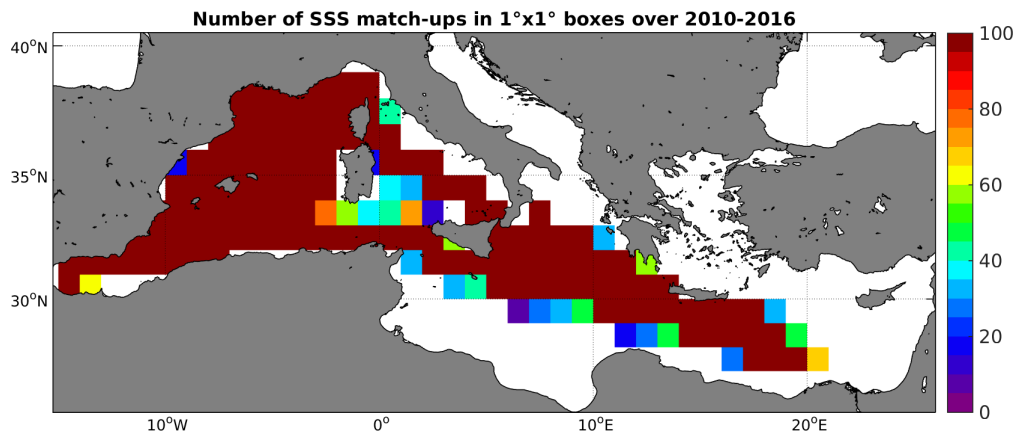 Number of SSS match-ups in 1°x1° boxes over 2010-2016
40°N
35°N
30°N
10°W
0°
10°E
20°E
100
80
60
40
20
0